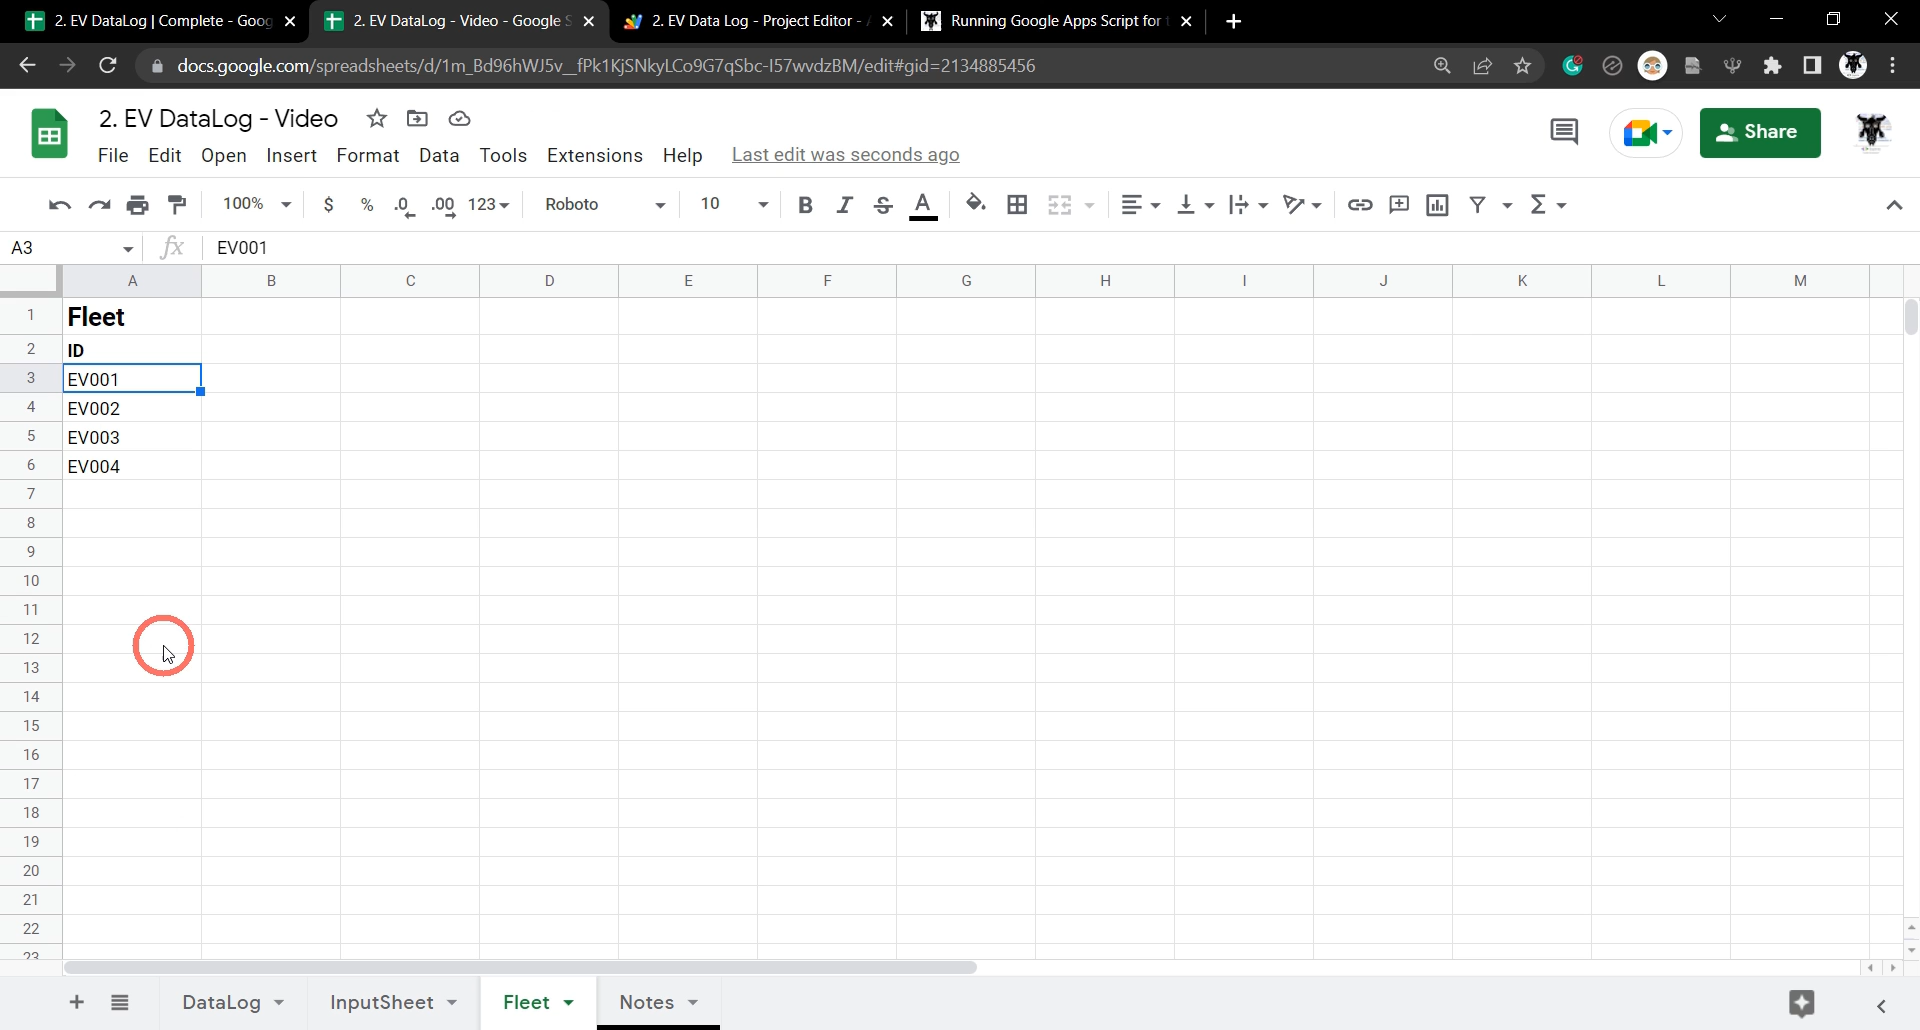 2. EV DataLog | Complete - Goog
2. EV DataLog - Video - Google S
2. EV Data Log - Project Editor - A
Running Google Apps Script for t
docs.google.com/spreadsheets/d/1m_Bd96hWJ5v__fPk1KjSNkyLCo9G7qSbc-I57wvdzBM/edit#gid=2134885456
2. EV DataLog - Video
Share
File Edit Open Insert Format Data Tools Extensions Help Last edit was seconds ago
100% $ % .0 .00 123 Roboto 10 B I S A Σ
A3 fx EV001
A B C D E F G H I J K L M
1 Fleet
2 ID
3 EV001
4 EV002
5 EV003
6 EV004
7
8
9
10
11
12
13
14
15
16
17
18
19
20
21
22
23
DataLog InputSheet Fleet Notes